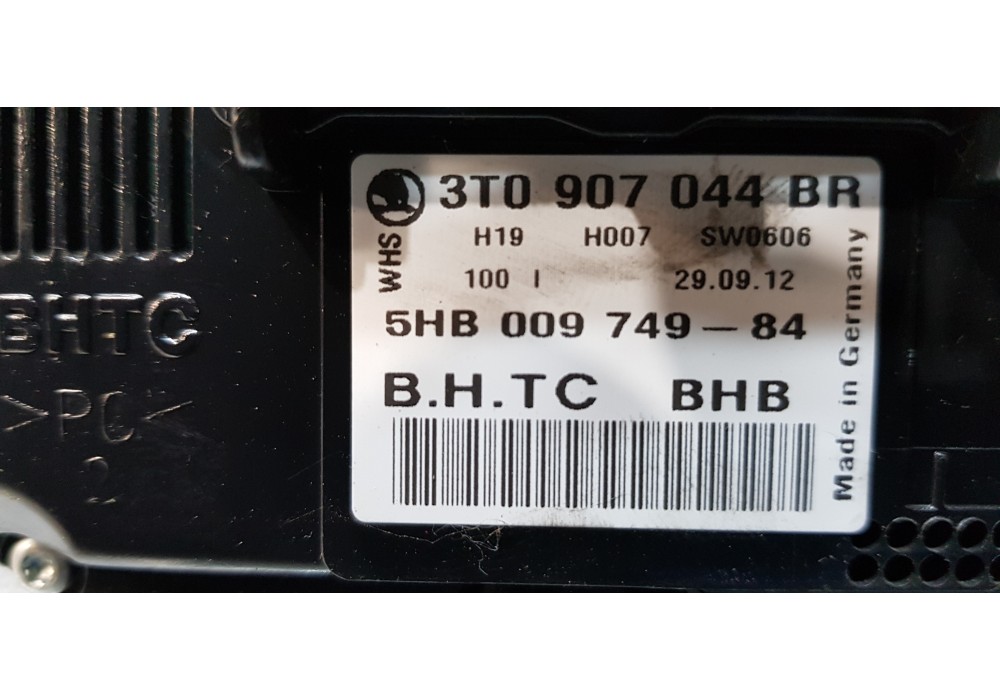 3T0 907 044 BR
H19 H007 SW0606
WHS
100 I 29.09.12
5HB 009 749-84
B.H.TC BHB
Made in Germany
BHTC
>PC<
2